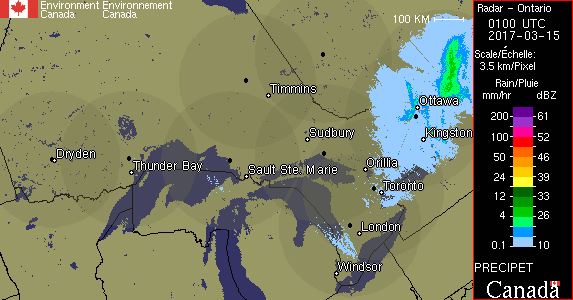 Environment Environnement
Canada Canada
100 KM
Radar - Ontario
0100 UTC
2017-03-15
Scale/Échelle:
3.5 km/Pixel
Rain/Pluie
mm/hr dBZ
200 61
100 52
50 46
24 39
12 34
4 26
0.1 10
PRECIPET
Canada
Timmins
Ottawa
Sudbury
Kingston
Dryden
Thunder Bay
Sault Ste. Marie
Orillia
Toronto
London
Windsor